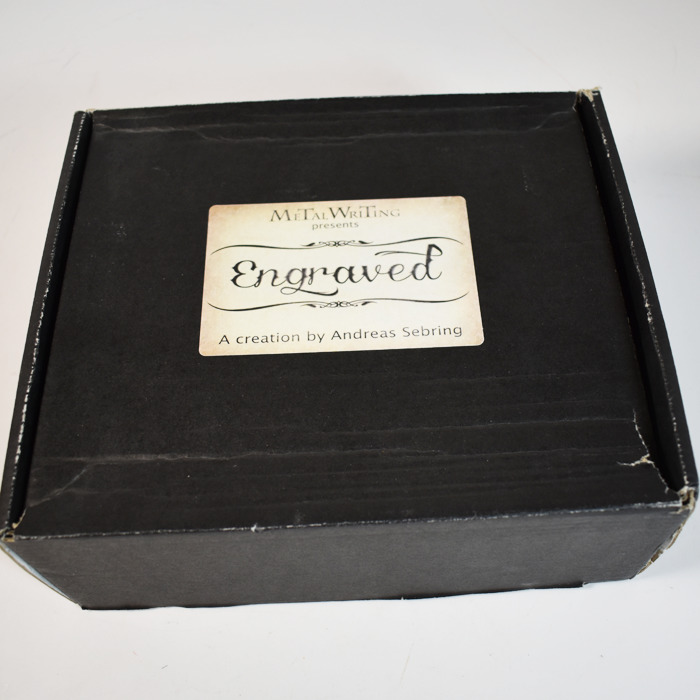 METALWRITING
presents
Engraved
A creation by Andreas Sebring